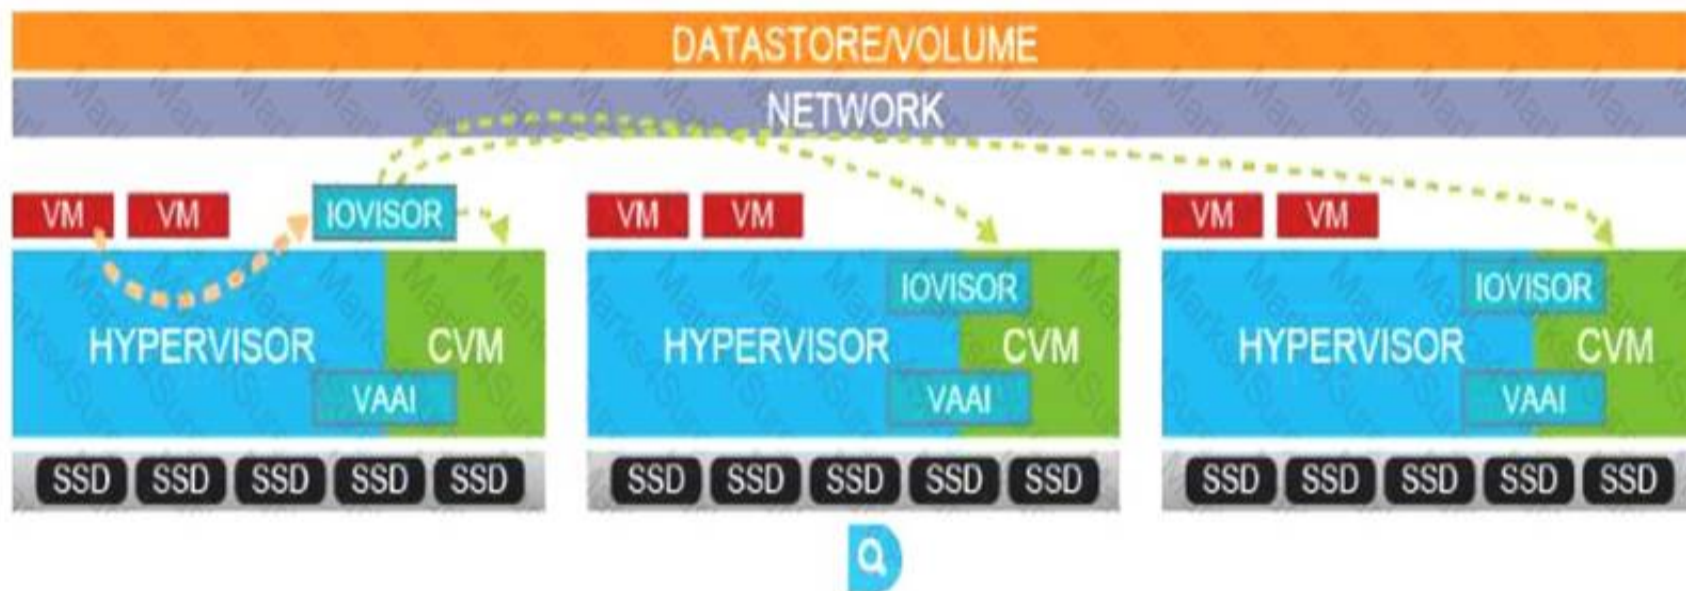 DATASTORE/VOLUME
NETWORK
VM VM IOVISOR VM VM VM VM
IOVISOR IOVISOR
HYPERVISOR CVM HYPERVISOR CVM HYPERVISOR CVM
VAAI VAAI VAAI
SSD SSD SSD SSD SSD SSD SSD SSD SSD SSD SSD SSD SSD SSD SSD